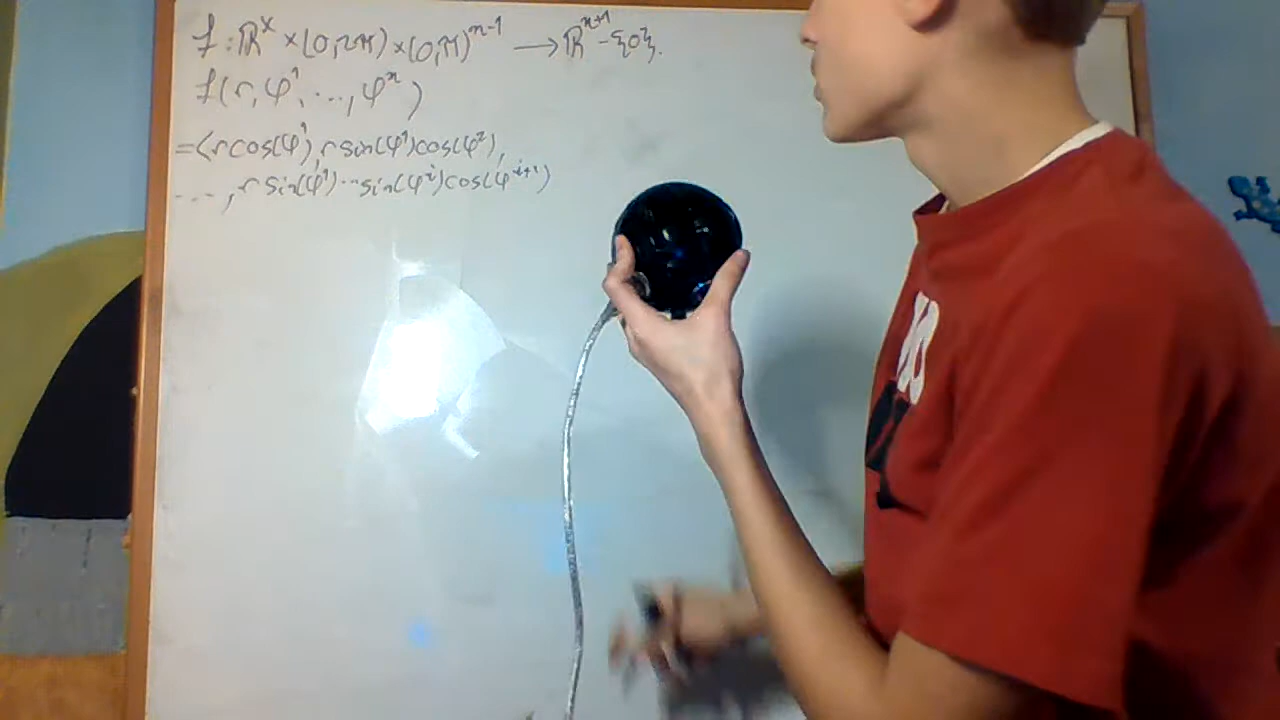 f : ℝ^x × (0,2π) × (0,π)^{n-1} ⟶ ℝ^{n+1} - {0}.
f(r, φ^1, ..., φ^n)
= (r cos(φ^1), r sin(φ^1) cos(φ^2),
..., r sin(φ^1) ... sin(φ^i) cos(φ^{i+1})